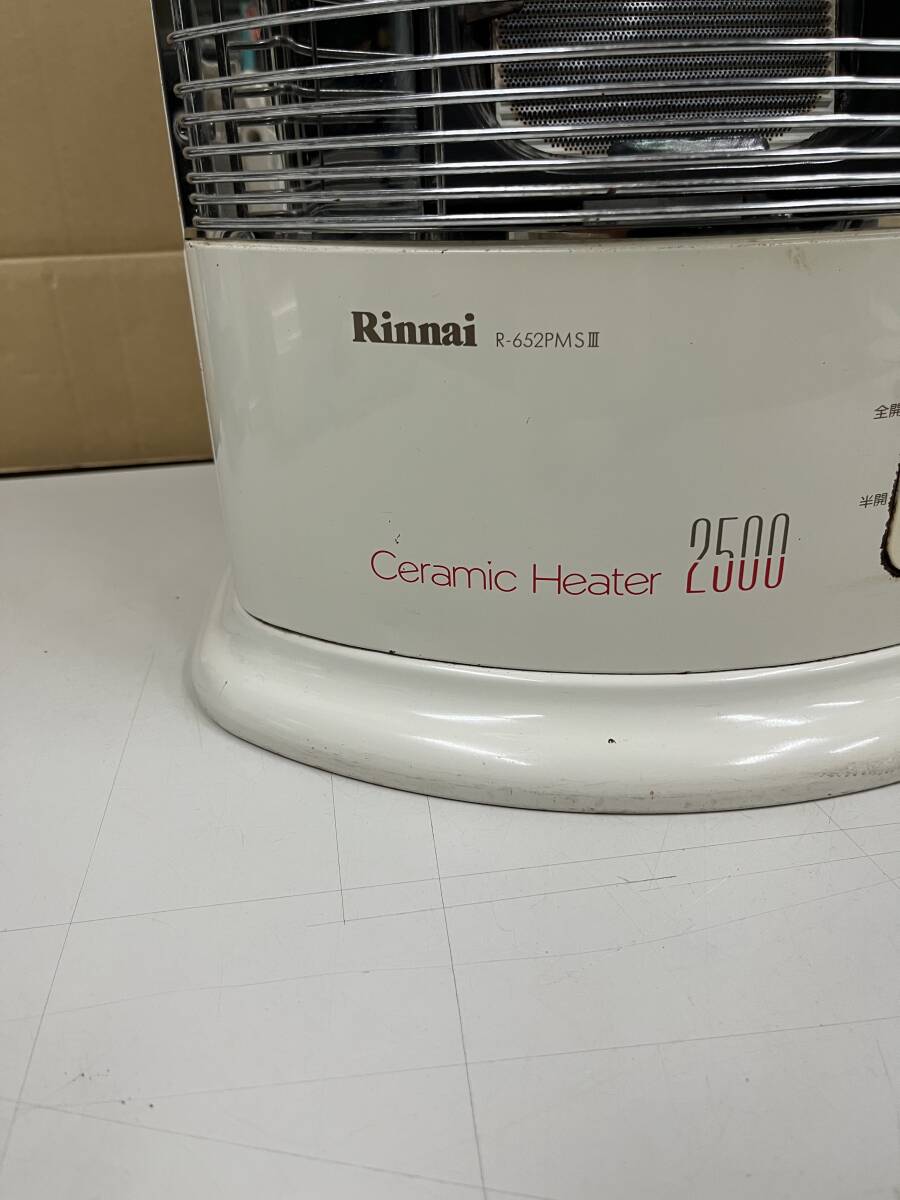 Rinnai R-652PMSⅢ
全開
半開
Ceramic Heater 2500